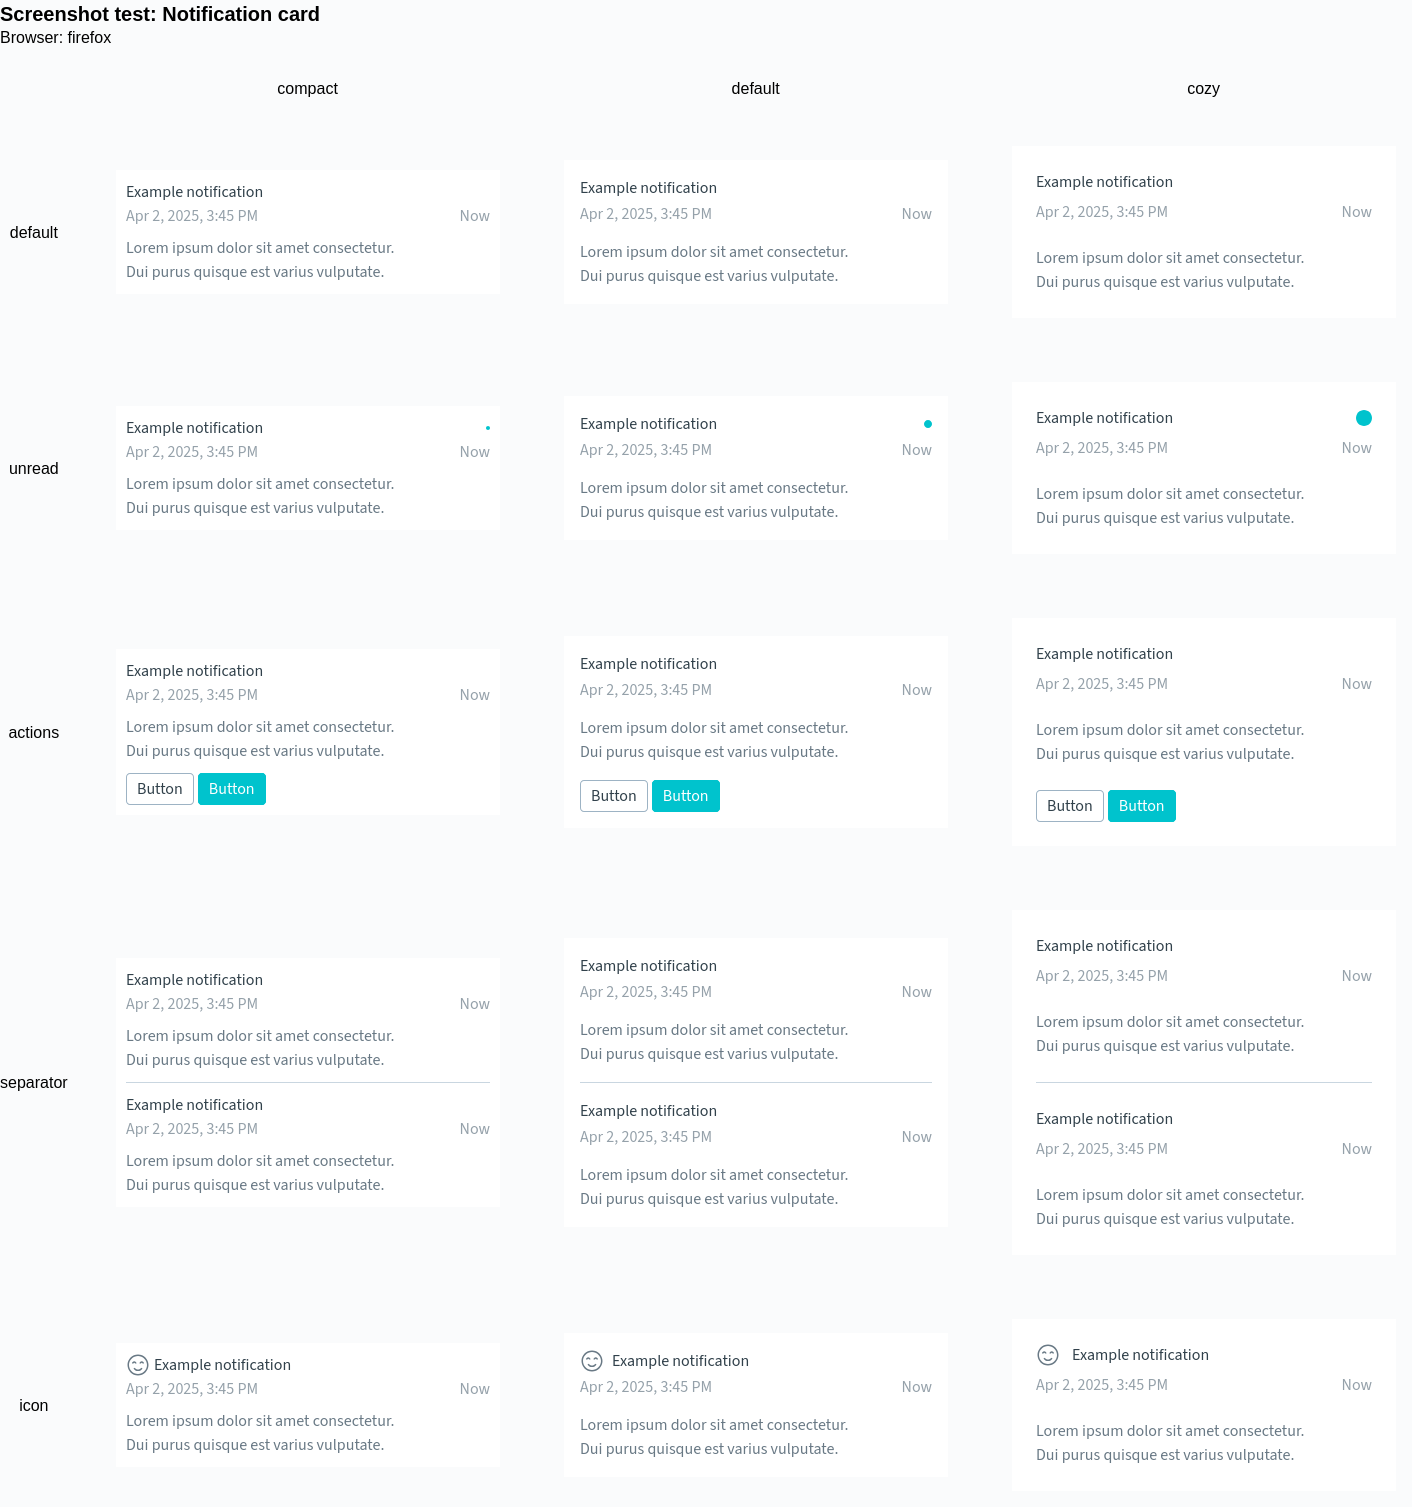 Screenshot test: Notification card
Browser: firefox
compact default cozy
default
Example notification
Apr 2, 2025, 3:45 PM Now
Lorem ipsum dolor sit amet consectetur.
Dui purus quisque est varius vulputate.
Example notification
Apr 2, 2025, 3:45 PM Now
Lorem ipsum dolor sit amet consectetur.
Dui purus quisque est varius vulputate.
Example notification
Apr 2, 2025, 3:45 PM Now
Lorem ipsum dolor sit amet consectetur.
Dui purus quisque est varius vulputate.
unread
Example notification
Apr 2, 2025, 3:45 PM Now
Lorem ipsum dolor sit amet consectetur.
Dui purus quisque est varius vulputate.
Example notification
Apr 2, 2025, 3:45 PM Now
Lorem ipsum dolor sit amet consectetur.
Dui purus quisque est varius vulputate.
Example notification
Apr 2, 2025, 3:45 PM Now
Lorem ipsum dolor sit amet consectetur.
Dui purus quisque est varius vulputate.
actions
Example notification
Apr 2, 2025, 3:45 PM Now
Lorem ipsum dolor sit amet consectetur.
Dui purus quisque est varius vulputate.
Button Button
Example notification
Apr 2, 2025, 3:45 PM Now
Lorem ipsum dolor sit amet consectetur.
Dui purus quisque est varius vulputate.
Button Button
Example notification
Apr 2, 2025, 3:45 PM Now
Lorem ipsum dolor sit amet consectetur.
Dui purus quisque est varius vulputate.
Button Button
separator
Example notification
Apr 2, 2025, 3:45 PM Now
Lorem ipsum dolor sit amet consectetur.
Dui purus quisque est varius vulputate.
Example notification
Apr 2, 2025, 3:45 PM Now
Lorem ipsum dolor sit amet consectetur.
Dui purus quisque est varius vulputate.
Example notification
Apr 2, 2025, 3:45 PM Now
Lorem ipsum dolor sit amet consectetur.
Dui purus quisque est varius vulputate.
Example notification
Apr 2, 2025, 3:45 PM Now
Lorem ipsum dolor sit amet consectetur.
Dui purus quisque est varius vulputate.
Example notification
Apr 2, 2025, 3:45 PM Now
Lorem ipsum dolor sit amet consectetur.
Dui purus quisque est varius vulputate.
Example notification
Apr 2, 2025, 3:45 PM Now
Lorem ipsum dolor sit amet consectetur.
Dui purus quisque est varius vulputate.
icon
Example notification
Apr 2, 2025, 3:45 PM Now
Lorem ipsum dolor sit amet consectetur.
Dui purus quisque est varius vulputate.
Example notification
Apr 2, 2025, 3:45 PM Now
Lorem ipsum dolor sit amet consectetur.
Dui purus quisque est varius vulputate.
Example notification
Apr 2, 2025, 3:45 PM Now
Lorem ipsum dolor sit amet consectetur.
Dui purus quisque est varius vulputate.